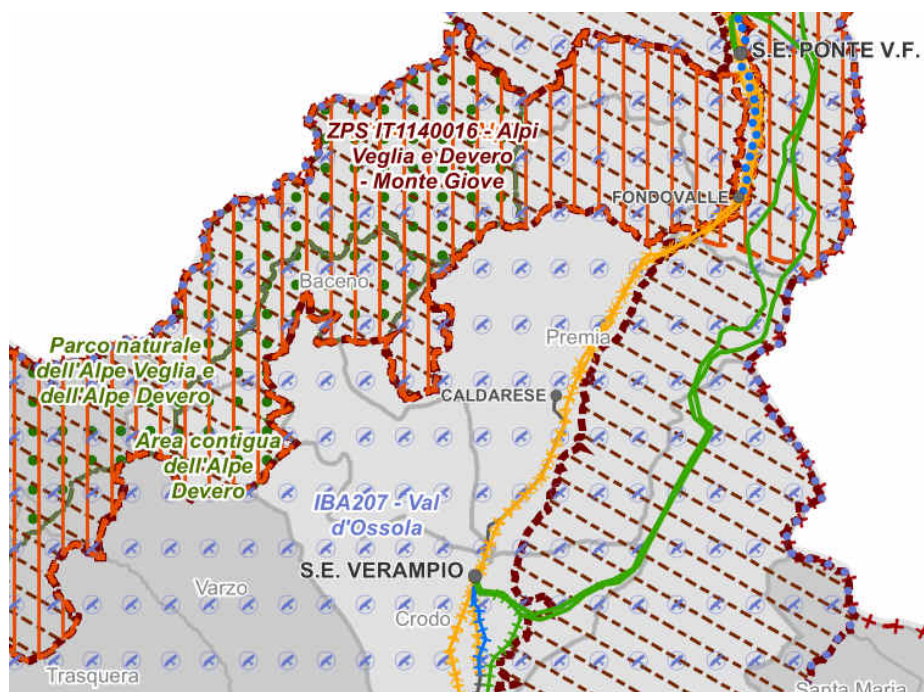 S.E. PONTE V.F.
ZPS IT1140016 - Alpi
Veglia e Devero
- Monte Giove
FONDOVALLE
Baceno
Premia
Parco naturale
dell'Alpe Veglia e
dell'Alpe Devero
CALDARESE
Area contigua
dell'Alpe
Devero
IBA207 - Val
d'Ossola
S.E. VERAMPIO
Varzo
Crodo
Trasquera
Santa Maria